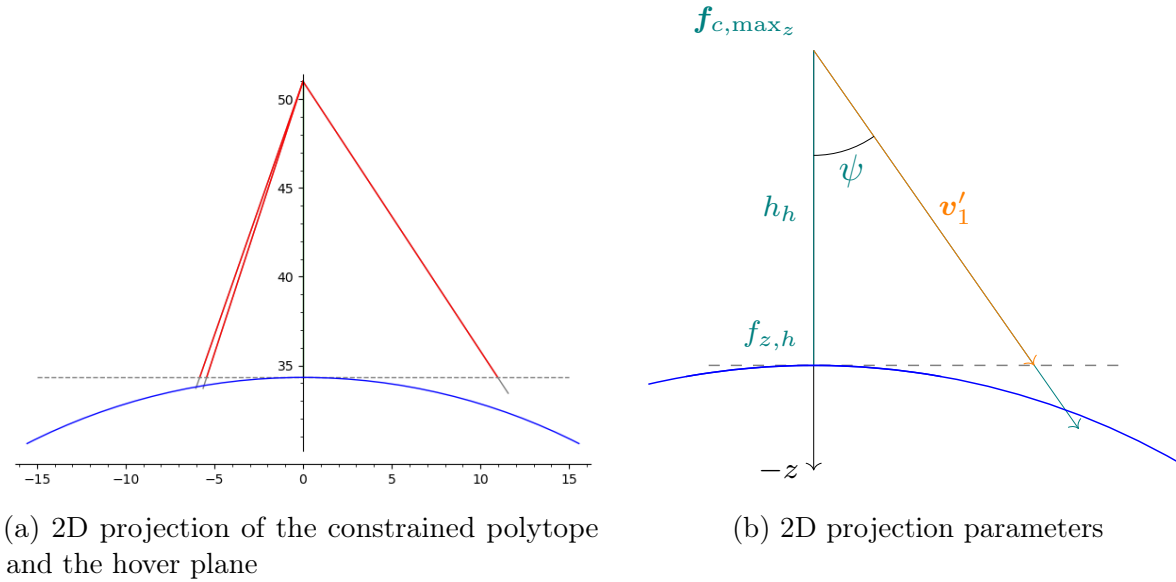 50
45
40
35
−15 −10 −5 0 5 10 15
(a) 2D projection of the constrained polytope
and the hover plane
f_{c,max_z}
ψ
h_h
v′_1
f_{z,h}
−z
(b) 2D projection parameters